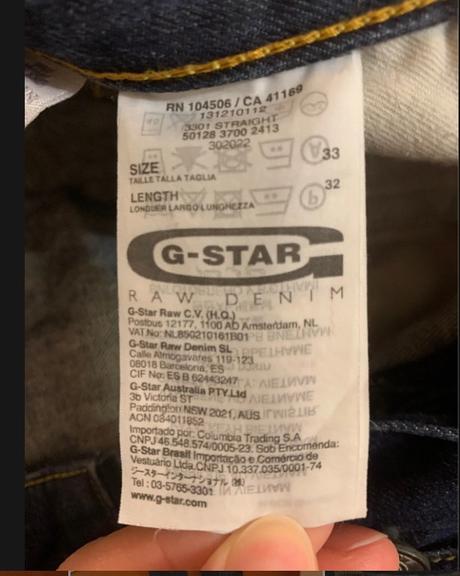 RN 104506 / CA 41169
131210112
3301 STRAIGHT
50128 3700 2413
302022
SIZE 33
TAILLE TALLA TAGLIA
LENGTH 32
LONGUER LARGO LUNGHEZZA
G-STAR
RAW DENIM
G-Star Raw C.V. (H.Q.)
Postbus 12177, 1100 AD Amsterdam, NL
VAT.No: NL850210161B01
G-Star Raw Denim SL
Calle Almogavares 119-123
08018 Barcelona, ES
CIF No: ES B 62443247
G-Star Australia PTY.Ltd
3b Victoria ST
Paddington NSW 2021, AUS
ACN 084011852
Importado por: Columbia Trading S.A
CNPJ 46.548.574/0005-23. Sob Encomenda:
G-Star Brasil Importação e Comércio de
Vestuário Ltda.CNPJ 10.337.035/0001-74
ジースターインターナショナル (株)
Tel : 03-5765-3301
www.g-star.com